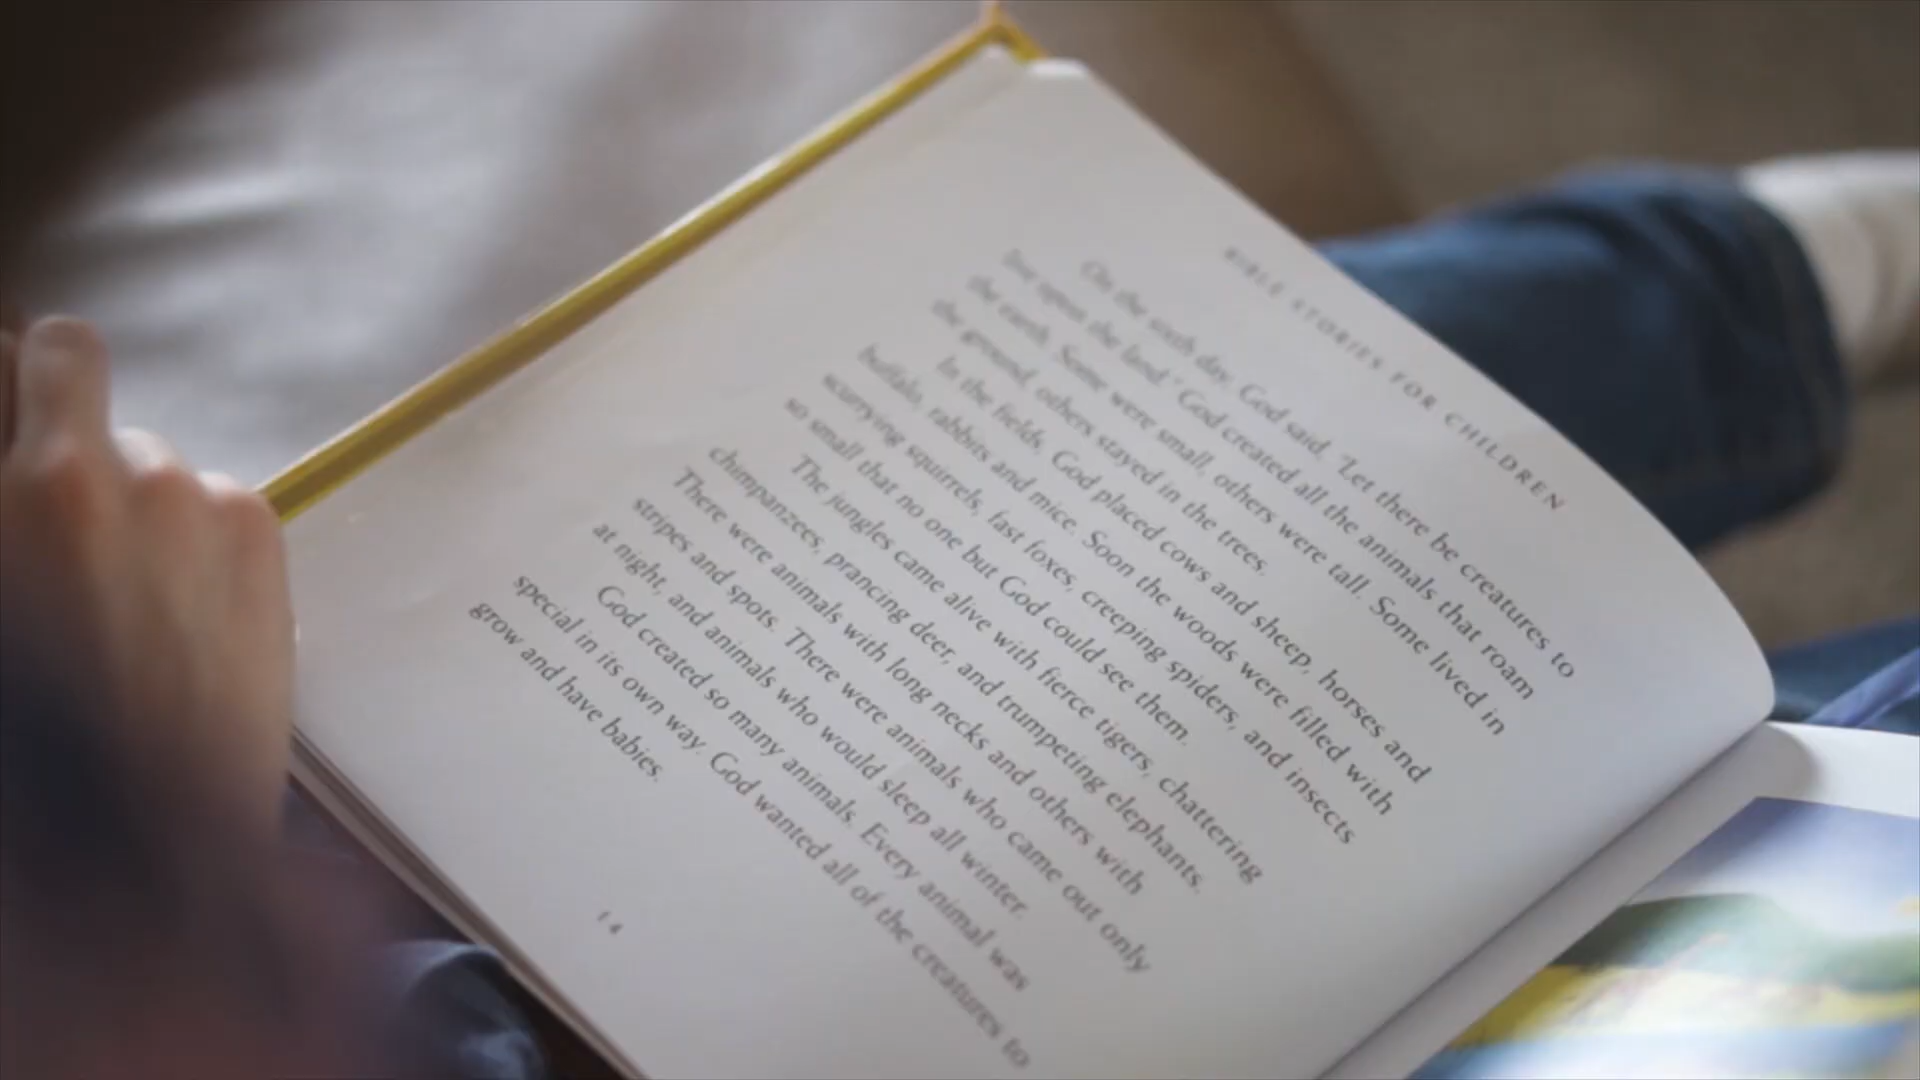 BIBLE STORIES FOR CHILDREN
On the sixth day, God said, "Let there be creatures to
live upon the land." God created all the animals that roam
the earth. Some were small, others were tall. Some lived in
the ground, others stayed in the trees.
In the fields, God placed cows and sheep, horses and
buffalo, rabbits and mice. Soon the woods were filled with
scurrying squirrels, fast foxes, creeping spiders, and insects
so small that no one but God could see them.
The jungles came alive with fierce tigers, chattering
chimpanzees, prancing deer, and trumpeting elephants.
There were animals with long necks and others with
stripes and spots. There were animals who came out only
at night, and animals who would sleep all winter.
God created so many animals. Every animal was
special in its own way. God wanted all of the creatures to
grow and have babies.
14